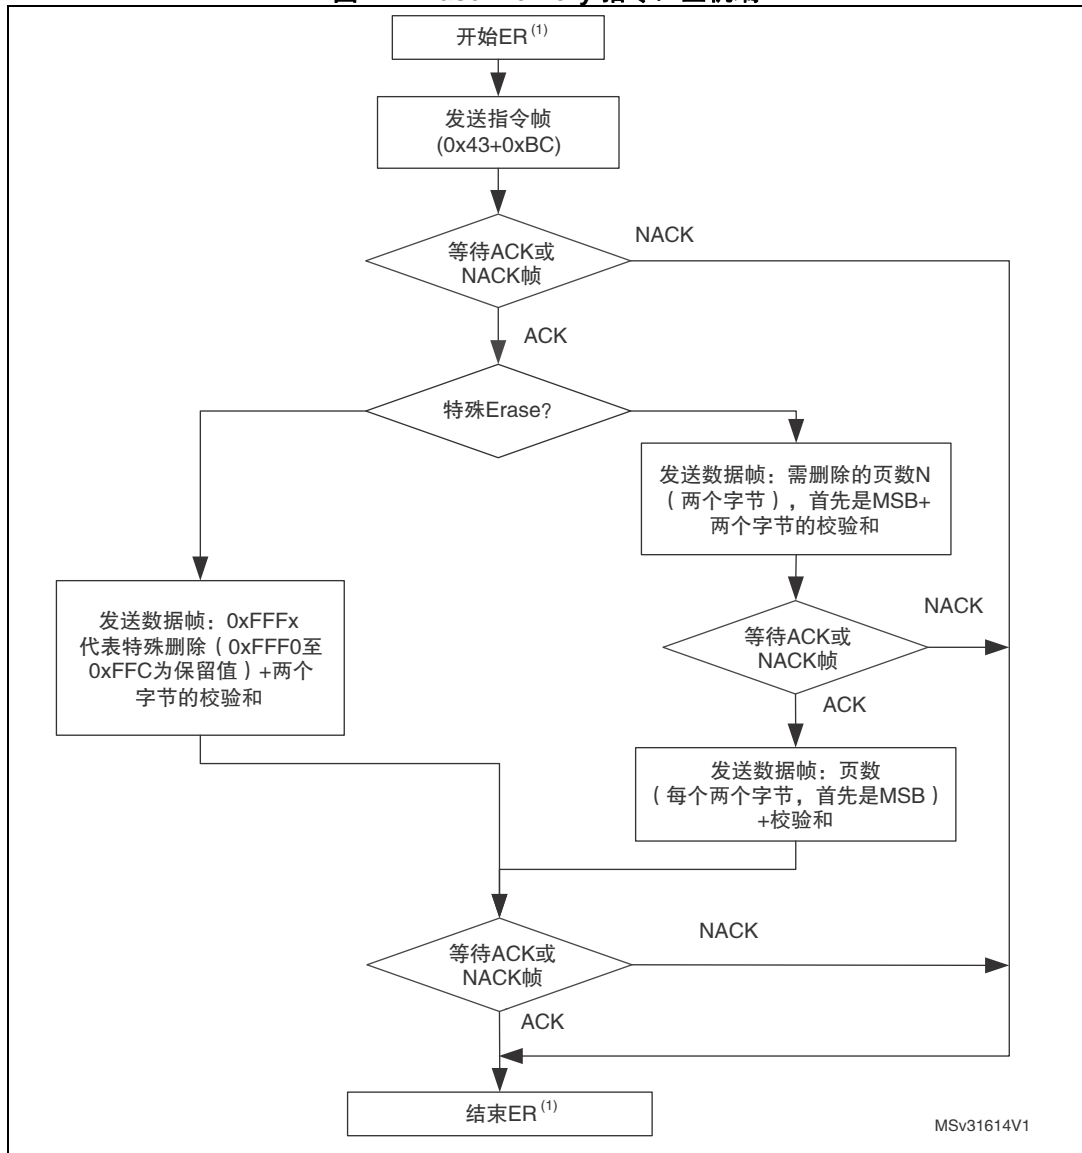 开始ER(1)
发送指令帧
(0x43+0xBC)
等待ACK或
NACK帧
NACK
ACK
特殊Erase?
发送数据帧：需删除的页数N
（两个字节），首先是MSB+
两个字节的校验和
发送数据帧：0xFFFx
代表特殊删除（0xFFF0至
0xFFC为保留值）+两个
字节的校验和
等待ACK或
NACK帧
NACK
ACK
发送数据帧：页数
（每个两个字节，首先是MSB）
+校验和
等待ACK或
NACK帧
NACK
ACK
结束ER(1)
MSv31614V1